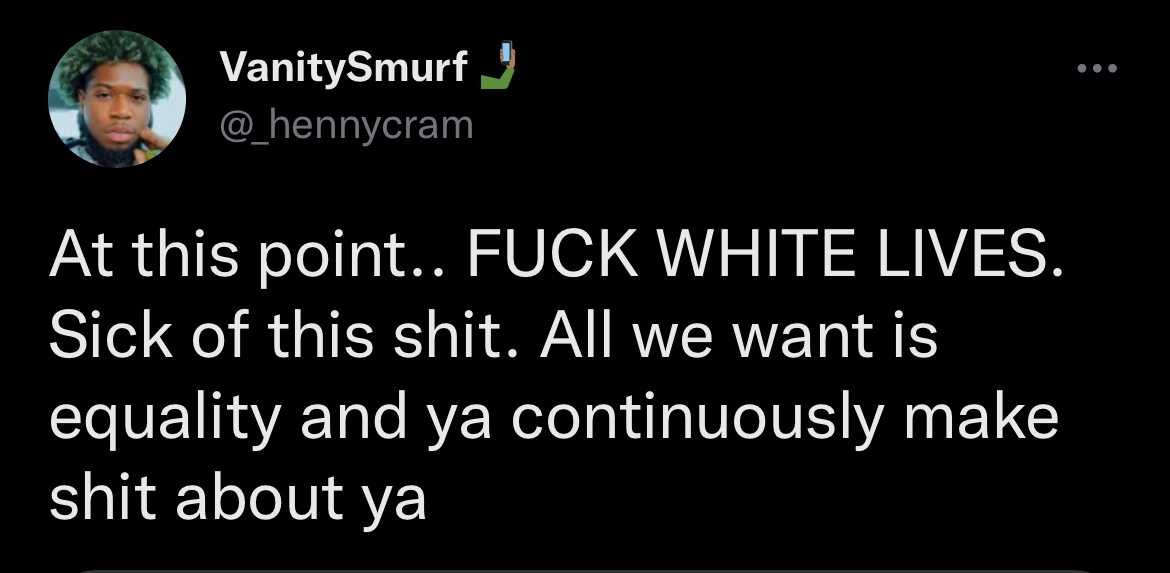 VanitySmurf 🤳🏾
@_hennycram
At this point.. FUCK WHITE LIVES.
Sick of this shit. All we want is
equality and ya continuously make
shit about ya